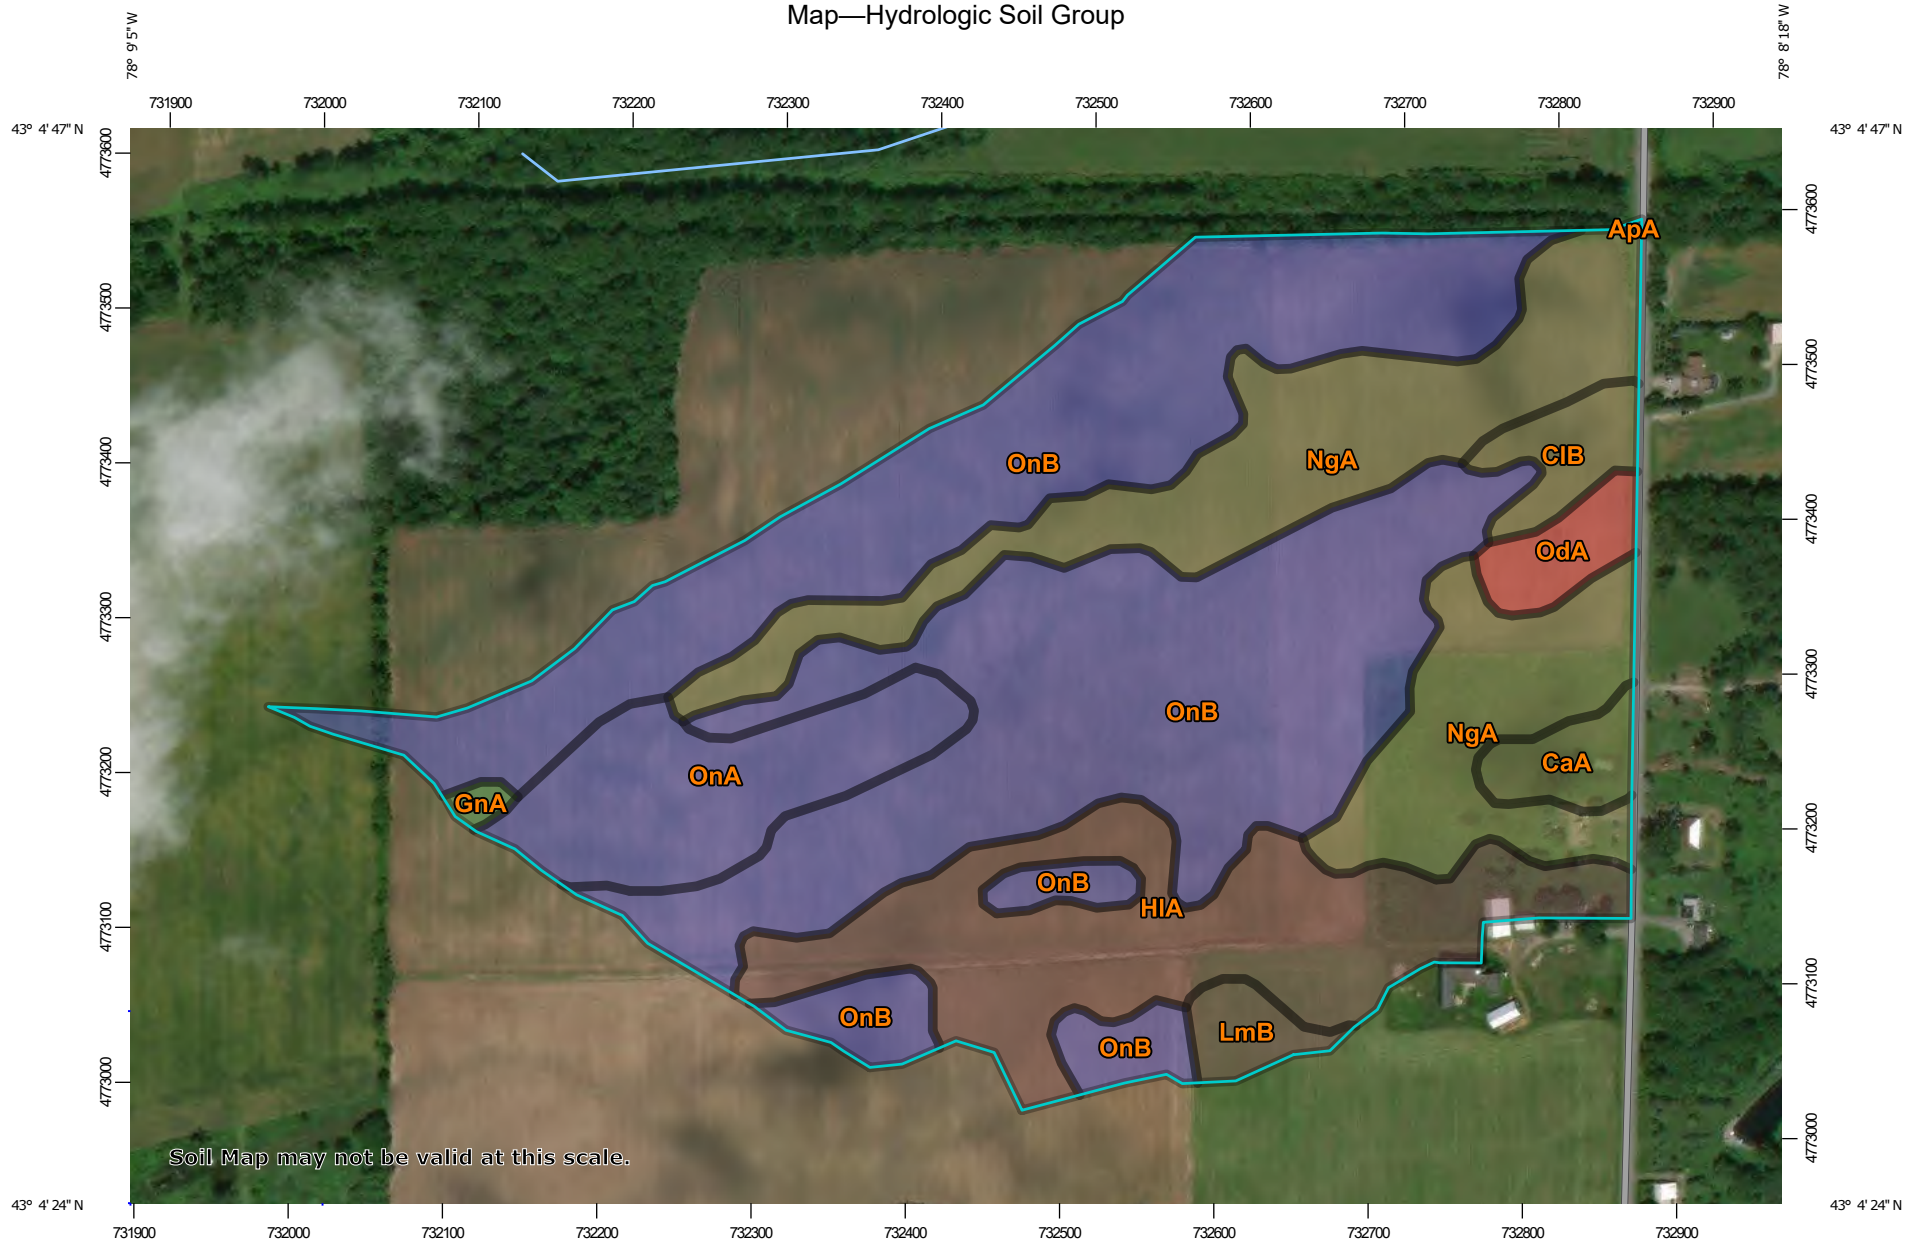 Map—Hydrologic Soil Group
78° 9' 5" W
78° 8' 18" W
731900 732000 732100 732200 732300 732400 732500 732600 732700 732800 732900
43° 4' 47" N
43° 4' 47" N
4773600
4773500
4773400
4773300
4773200
4773100
4773000
4773600
4773500
4773400
4773300
4773200
4773100
4773000
ApA
OnB
NgA
ClB
OdA
OnB
NgA
CaA
OnA
GnA
OnB
HlA
OnB
OnB
LmB
Soil Map may not be valid at this scale.
43° 4' 24" N
43° 4' 24" N
731900 732000 732100 732200 732300 732400 732500 732600 732700 732800 732900